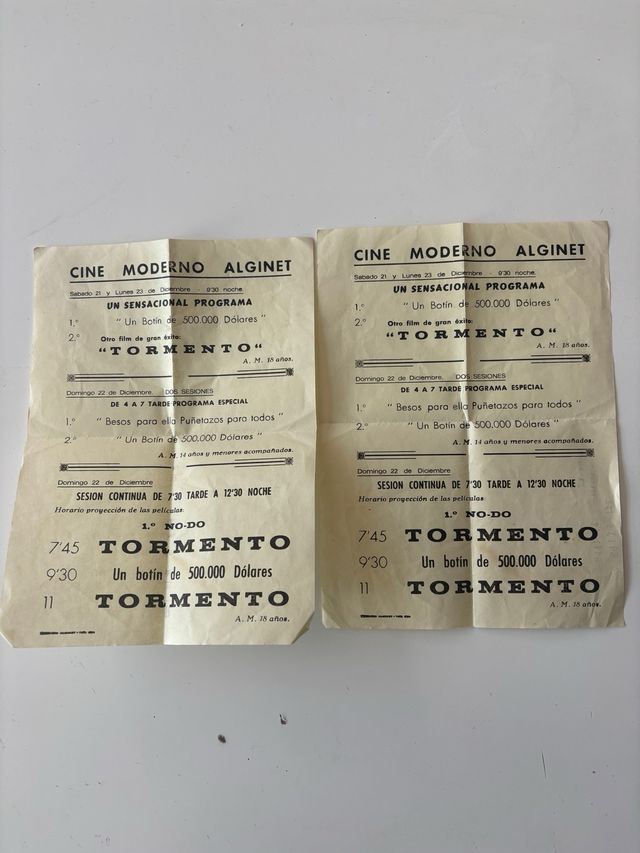 CINE MODERNO ALGINET
Sabado 21 y Lunes 23 de Diciembre - 9'30 noche.
UN SENSACIONAL PROGRAMA
1.º " Un Botín de 500.000 Dólares "
2.º Otro film de gran éxito:
"TORMENTO"
A. M. 18 años.
Domingo 22 de Diciembre. DOS SESIONES
DE 4 A 7 TARDE PROGRAMA ESPECIAL
1.º " Besos para ella Puñetazos para todos "
2.º " Un Botín de 500.000 Dólares "
A. M. 14 años y menores acompañados.
Domingo 22 de Diciembre
SESION CONTINUA DE 7'30 TARDE A 12'30 NOCHE
Horario proyección de las películas:
1.º NO-DO
7'45 TORMENTO
9'30 Un botín de 500.000 Dólares
11 TORMENTO
A. M. 18 años.
CINE MODERNO ALGINET
Sabado 21 y Lunes 23 de Diciembre - 9'30 noche.
UN SENSACIONAL PROGRAMA
1.º " Un Botín de 500.000 Dólares "
2.º Otro film de gran éxito:
"TORMENTO"
A. M. 18 años.
Domingo 22 de Diciembre. DOS SESIONES
DE 4 A 7 TARDE PROGRAMA ESPECIAL
1.º " Besos para ella Puñetazos para todos "
2.º " Un Botín de 500.000 Dólares "
A. M. 14 años y menores acompañados.
Domingo 22 de Diciembre
SESION CONTINUA DE 7'30 TARDE A 12'30 NOCHE
Horario proyección de las películas:
1.º NO-DO
7'45 TORMENTO
9'30 Un botín de 500.000 Dólares
11 TORMENTO
A. M. 18 años.